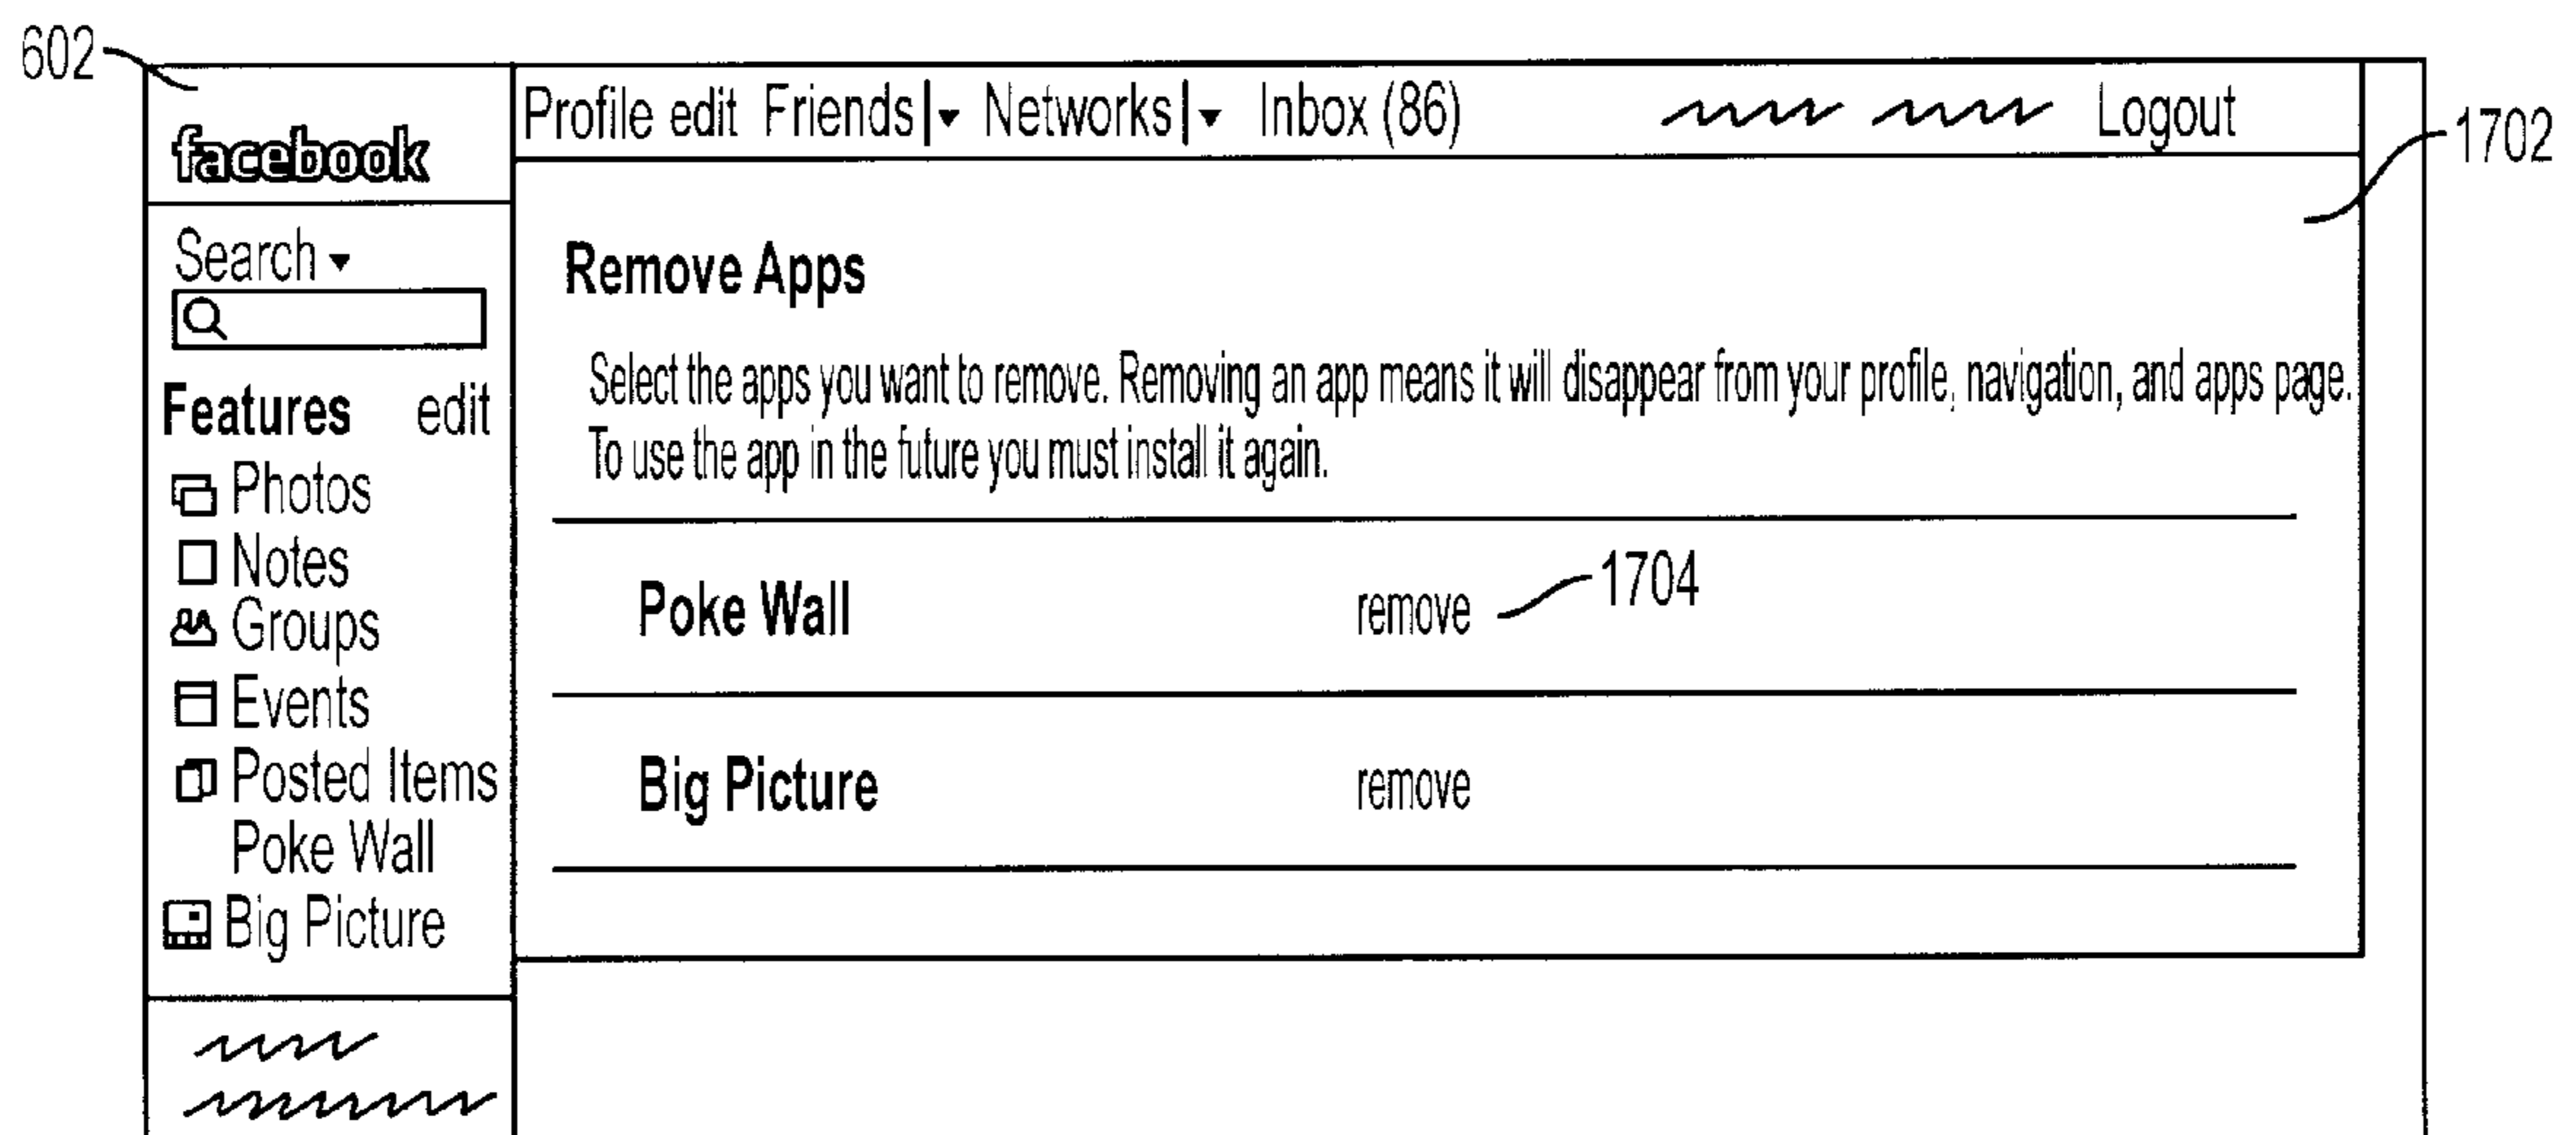 602
facebook
Profile edit Friends Networks Inbox (86) Logout
1702
Search
Features edit
Photos
Notes
Groups
Events
Posted Items
Poke Wall
Big Picture
Remove Apps
Select the apps you want to remove. Removing an app means it will disappear from your profile, navigation, and apps page.
To use the app in the future you must install it again.
Poke Wall remove 1704
Big Picture remove